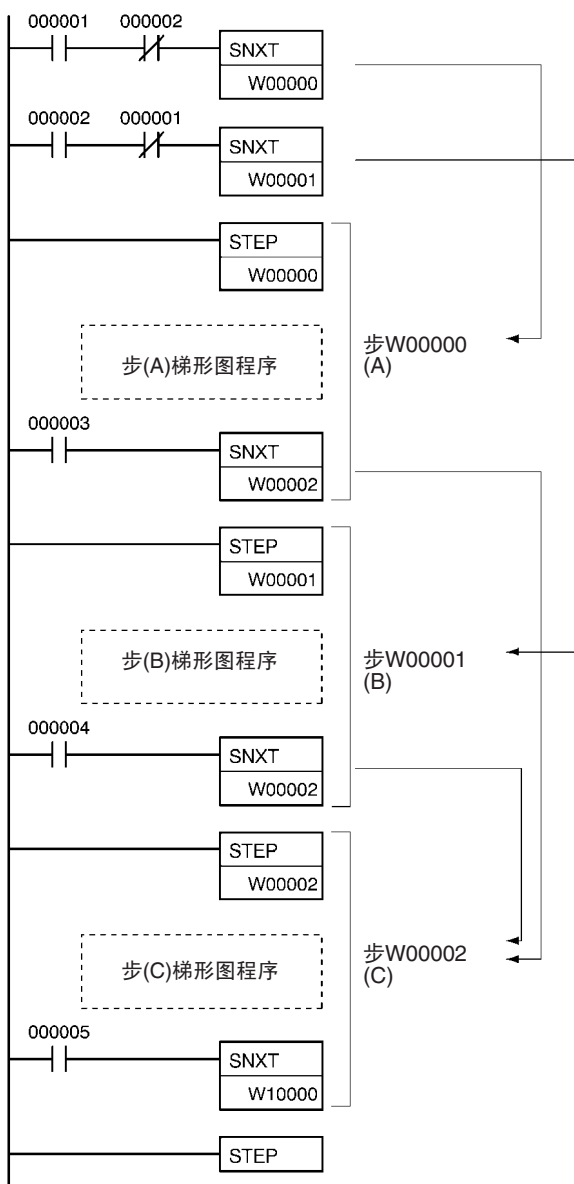 000001 000002
SNXT
W00000
000002 000001
SNXT
W00001
STEP
W00000
步(A)梯形图程序
步W00000
(A)
000003
SNXT
W00002
STEP
W00001
步(B)梯形图程序
步W00001
(B)
000004
SNXT
W00002
STEP
W00002
步(C)梯形图程序
步W00002
(C)
000005
SNXT
W10000
STEP